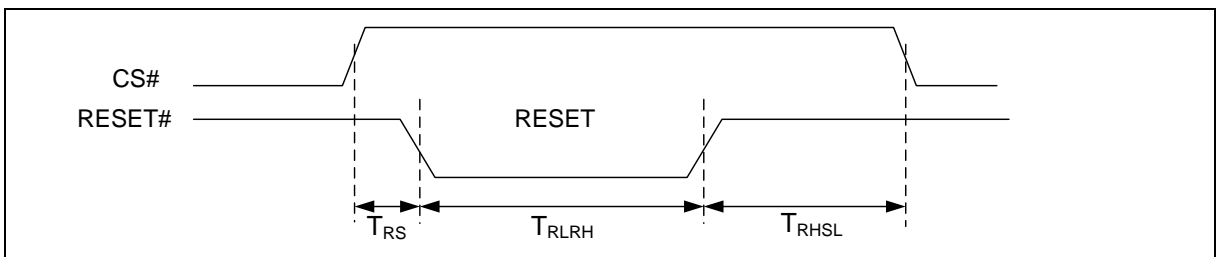 CS#
RESET#
RESET
TRS
TRLRH
TRHSL